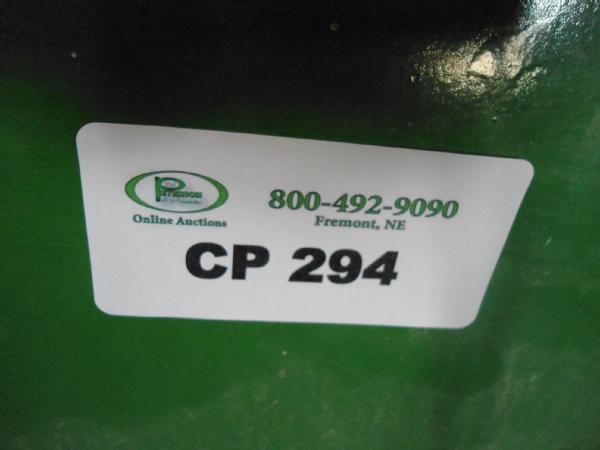 Online Auctions
800-492-9090
Fremont, NE
CP 294